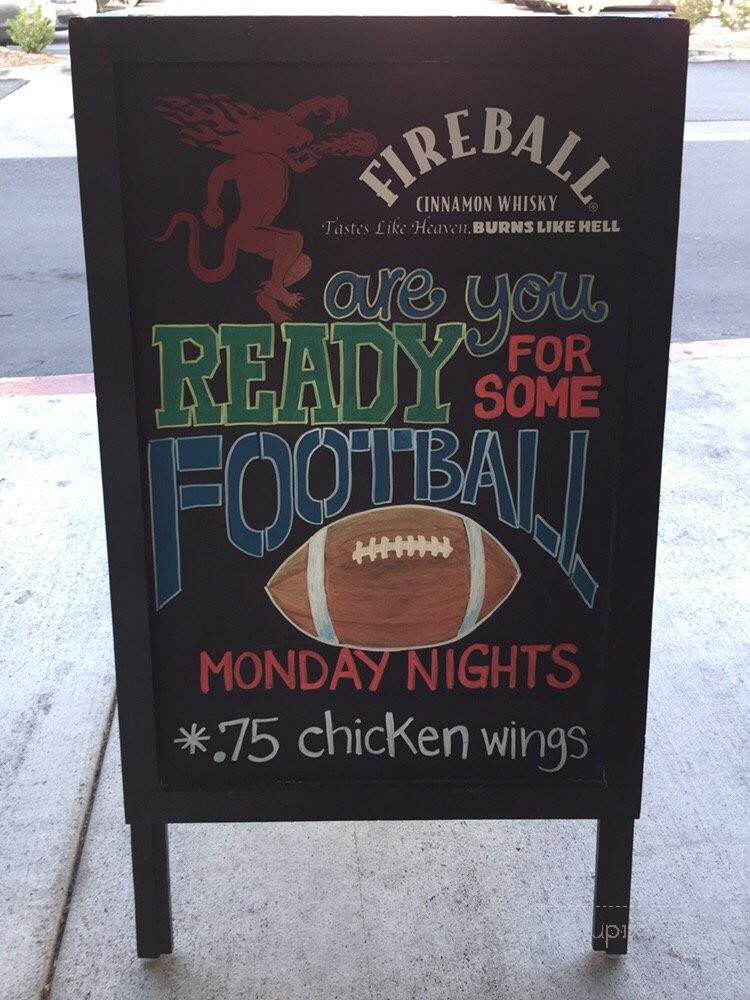 FIREBALL
CINNAMON WHISKY
Tastes Like Heaven, BURNS LIKE HELL
are you
READY FOR
SOME
FOOTBALL
MONDAY NIGHTS
*.75 chicken wings